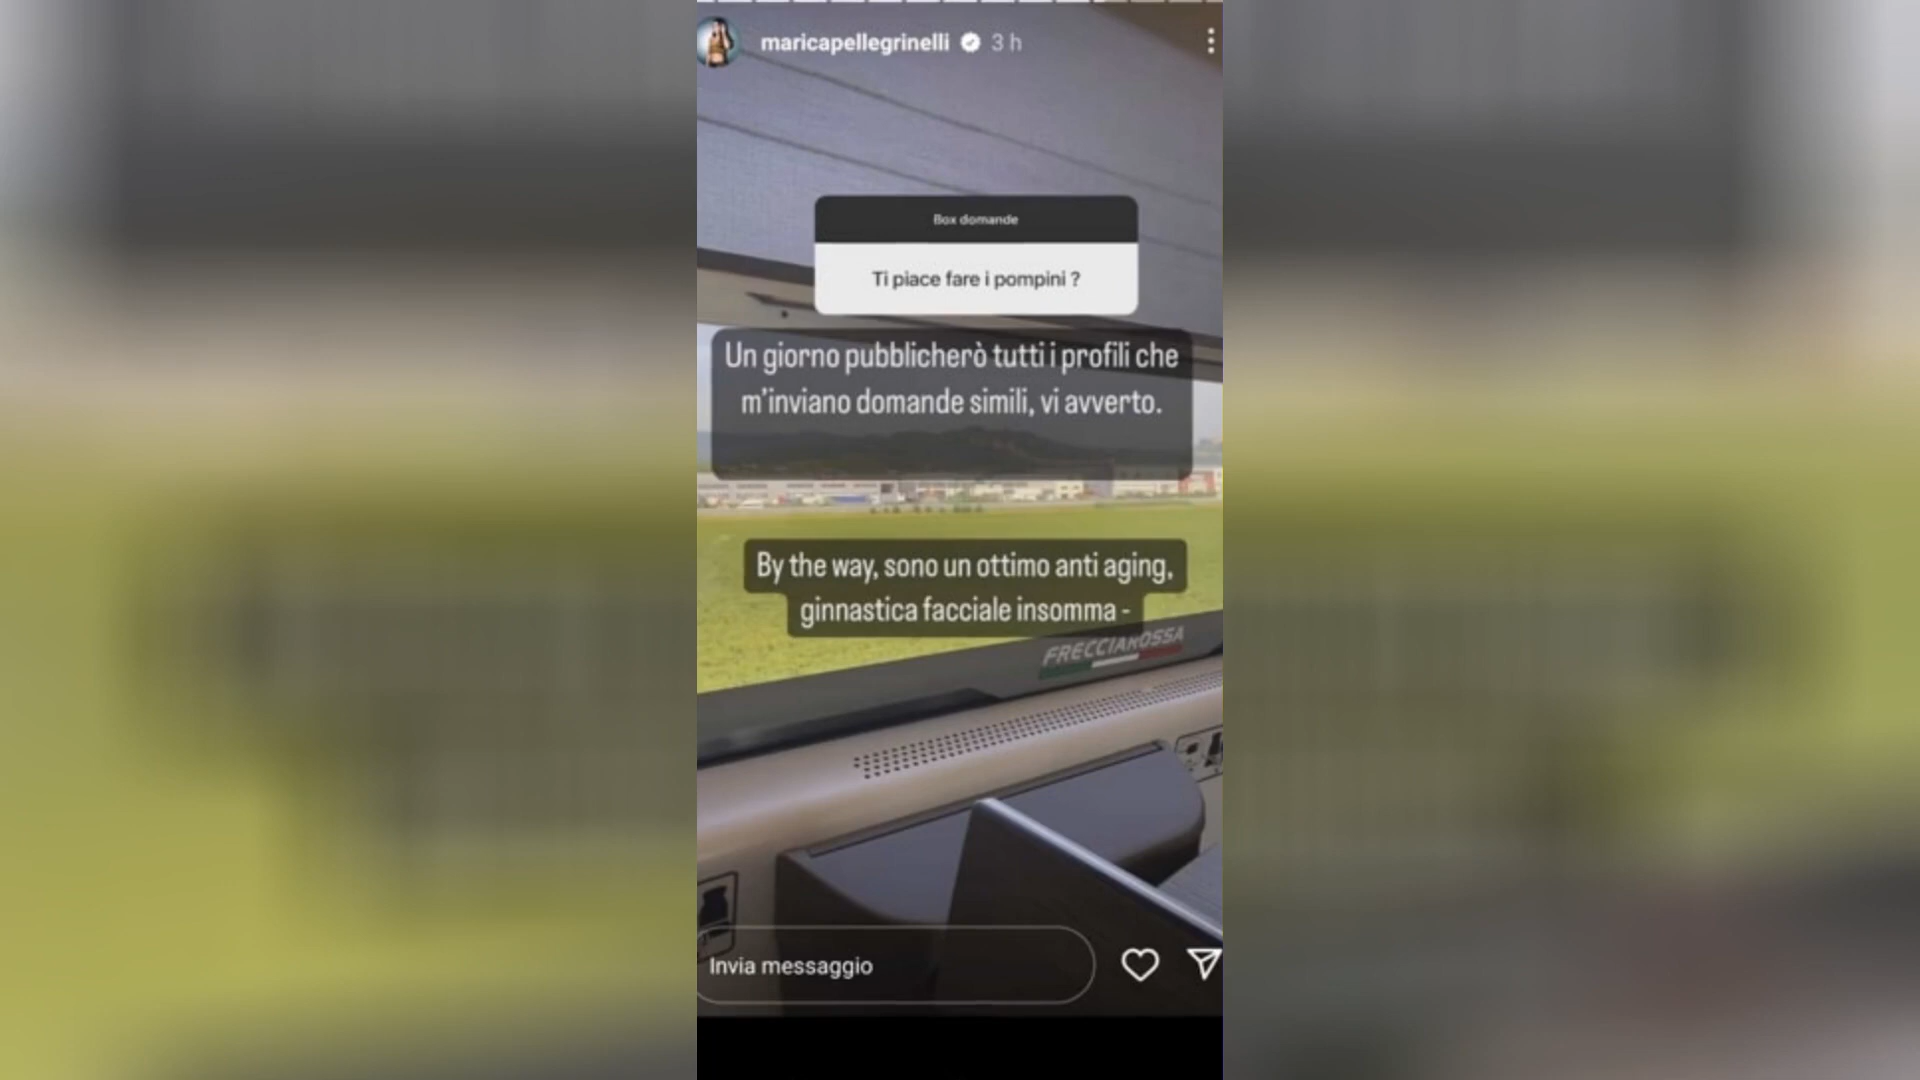 maricapellegrinelli 3 h
Box domande
Ti piace fare i pompini ?
Un giorno pubblicherò tutti i profili che
m'inviano domande simili, vi avverto.
By the way, sono un ottimo anti aging,
ginnastica facciale insomma -
FRECCIAROSSA
Invia messaggio